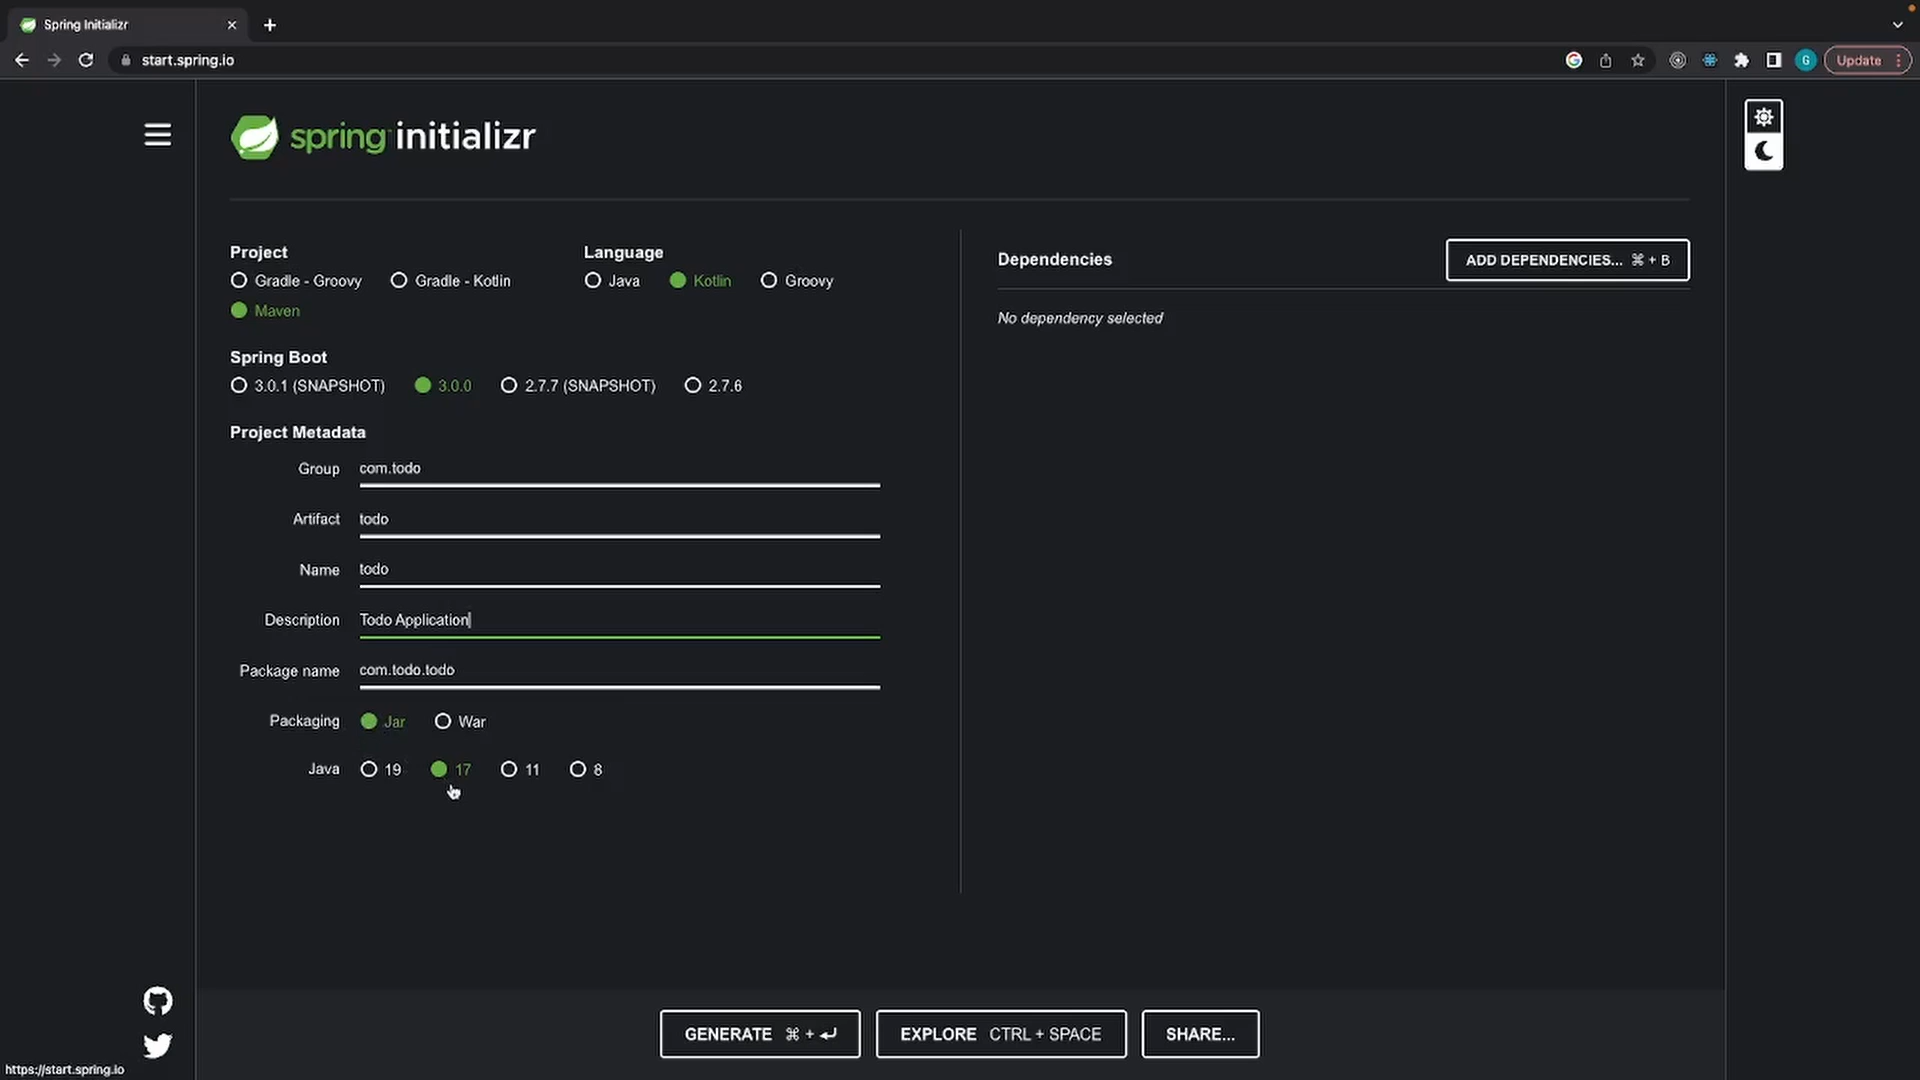 Spring Initializr
start.spring.io
G
Update
spring initializr
Project
Gradle - Groovy
Gradle - Kotlin
Maven
Language
Java
Kotlin
Groovy
Spring Boot
3.0.1 (SNAPSHOT)
3.0.0
2.7.7 (SNAPSHOT)
2.7.6
Project Metadata
Group com.todo
Artifact todo
Name todo
Description Todo Application
Package name com.todo.todo
Packaging Jar War
Java 19 17 11 8
Dependencies
ADD DEPENDENCIES... ⌘ + B
No dependency selected
GENERATE ⌘ + ↵
EXPLORE CTRL + SPACE
SHARE...
https://start.spring.io